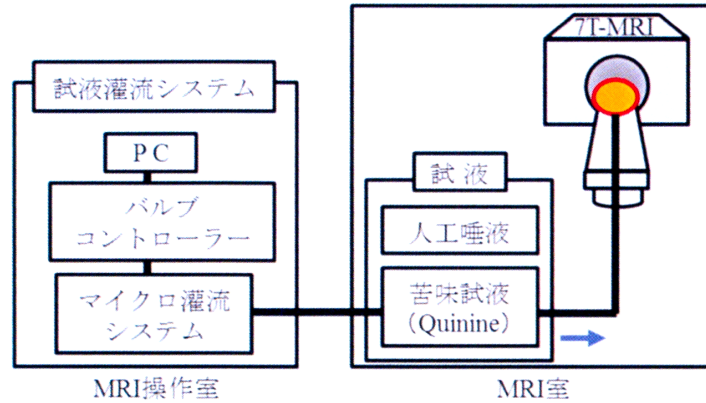 7T-MRI
試液灌流システム
PC
バルブ
コントローラー
マイクロ灌流
システム
MRI操作室
試液
人工唾液
苦味試液
(Quinine)
MRI室